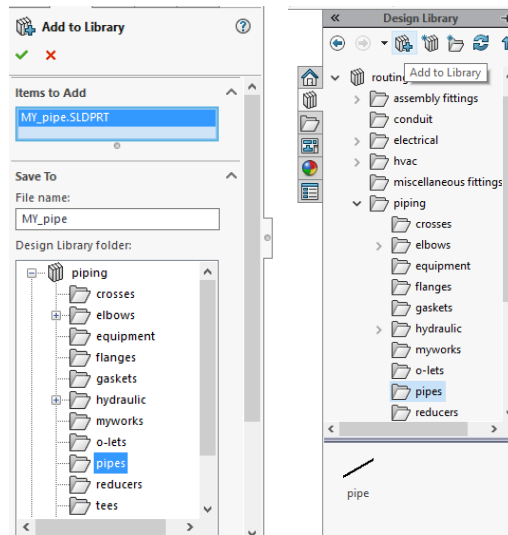 Add to Library
Items to Add
MY_pipe.SLDPRT
Save To
File name:
MY_pipe
Design Library folder:
piping
crosses
elbows
equipment
flanges
gaskets
hydraulic
myworks
o-lets
pipes
reducers
tees
Design Library
Add to Library
routing
assembly fittings
conduit
electrical
hvac
miscellaneous fittings
piping
crosses
elbows
equipment
flanges
gaskets
hydraulic
myworks
o-lets
pipes
reducers
pipe